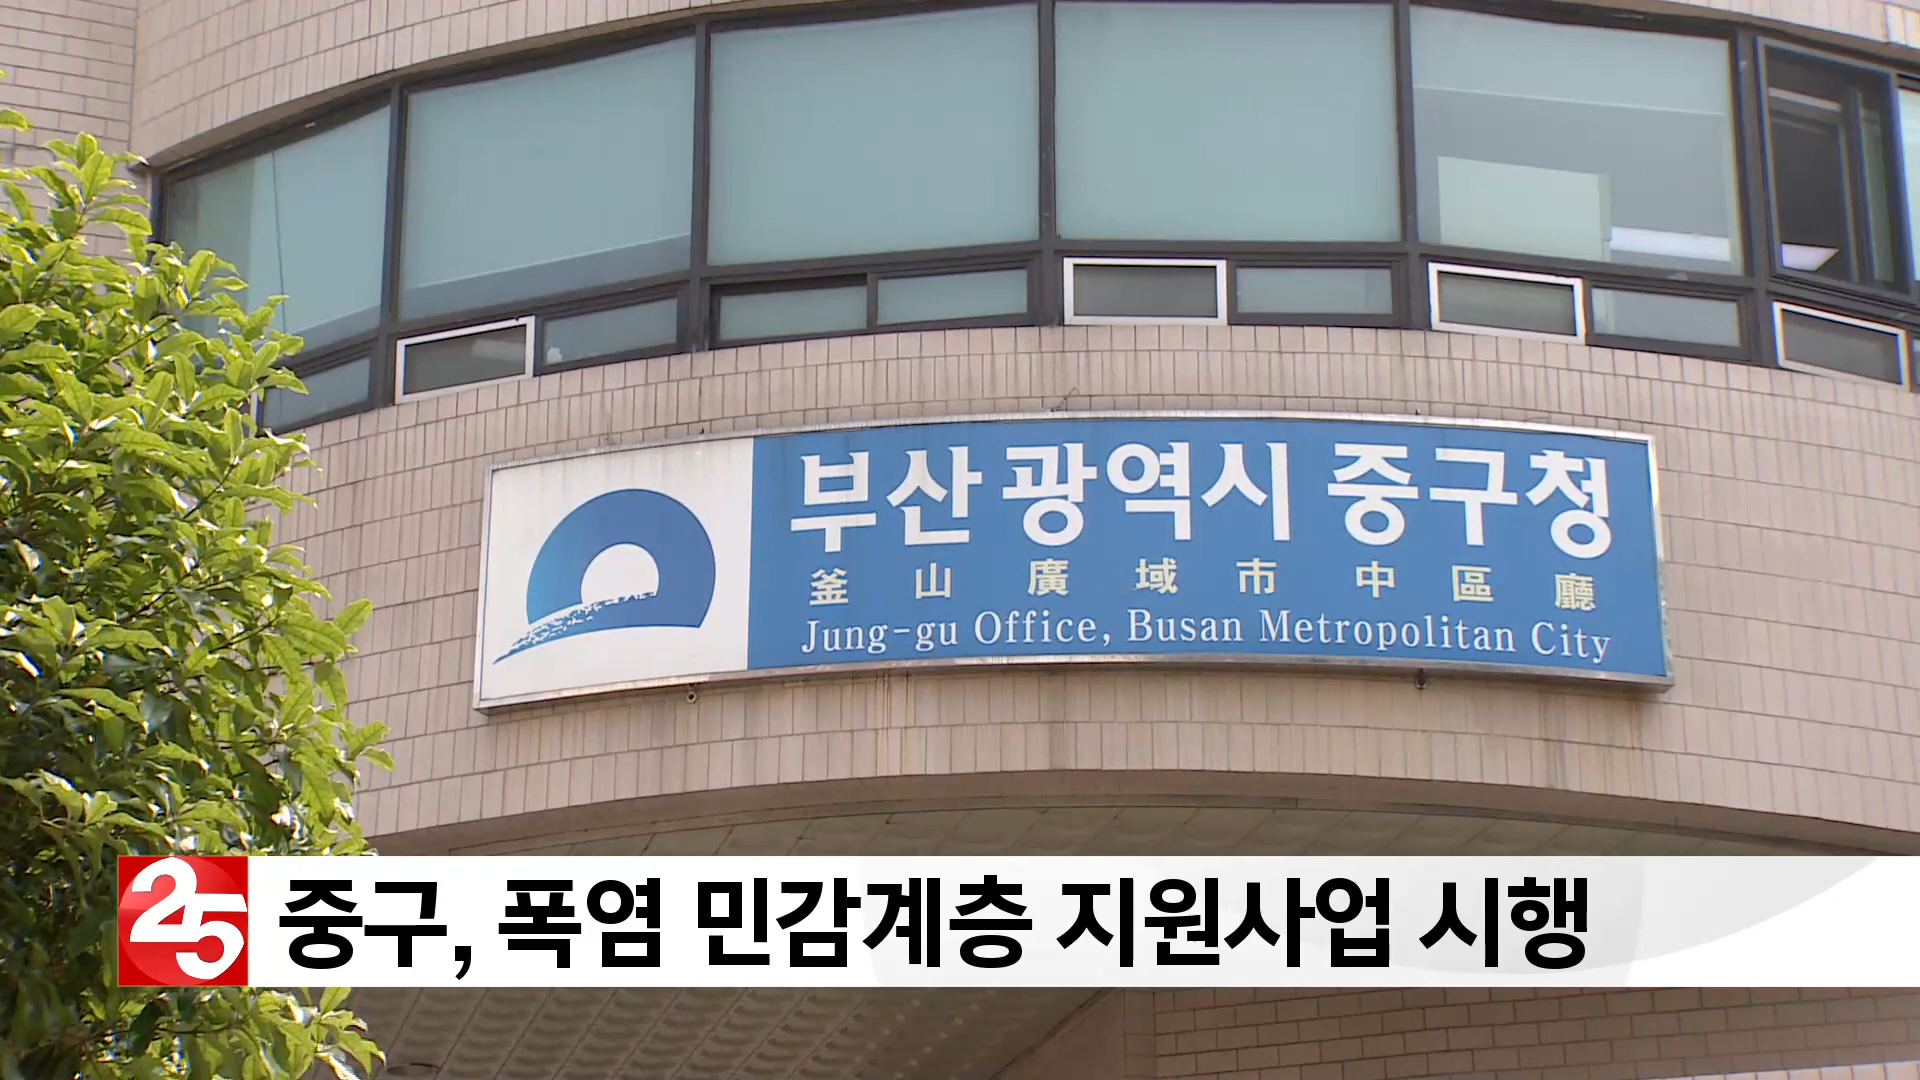 부산광역시 중구청
釜山廣域市中區廳
Jung-gu Office, Busan Metropolitan City
25 중구, 폭염 민감계층 지원사업 시행